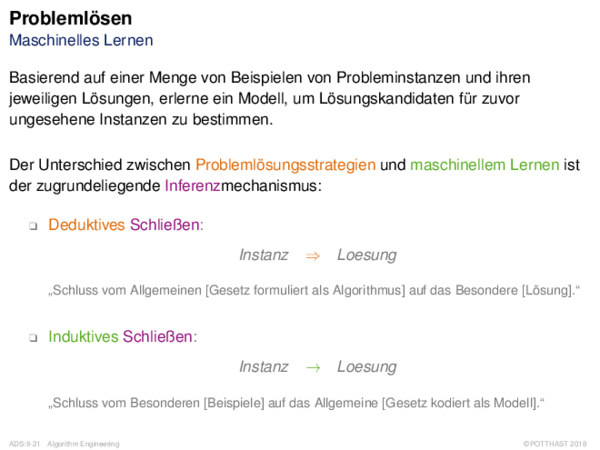 Problemlösen
Maschinelles Lernen
Basierend auf einer Menge von Beispielen von Probleminstanzen und ihren
jeweiligen Lösungen, erlerne ein Modell, um Lösungskandidaten für zuvor
ungesehene Instanzen zu bestimmen.
Der Unterschied zwischen Problemlösungsstrategien und maschinellem Lernen ist
der zugrundeliegende Inferenzmechanismus:
❑ Deduktives Schließen:
Instanz ⇒ Loesung
„Schluss vom Allgemeinen [Gesetz formuliert als Algorithmus] auf das Besondere [Lösung].“
❑ Induktives Schließen:
Instanz → Loesung
„Schluss vom Besonderen [Beispiele] auf das Allgemeine [Gesetz kodiert als Modell].“
ADS:II-21 Algorithm Engineering ©POTTHAST 2018